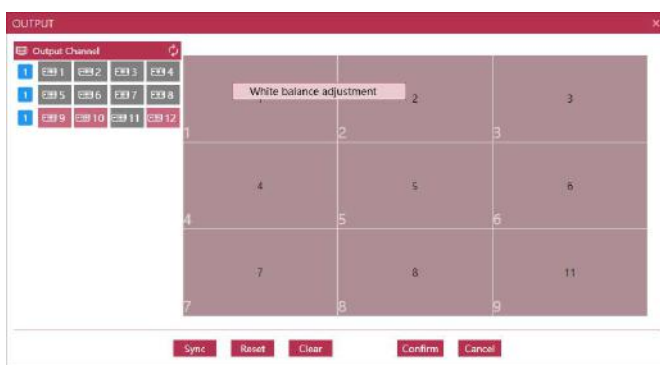 OUTPUT
Output Channel
1 1 2 3 4
1 5 6 7 8
1 9 10 11 12
White balance adjustment
2 3
1 2 3
4 5 6
4 5 6
7 8 11
7 8 9
Sync Reset Clear Confirm Cancel